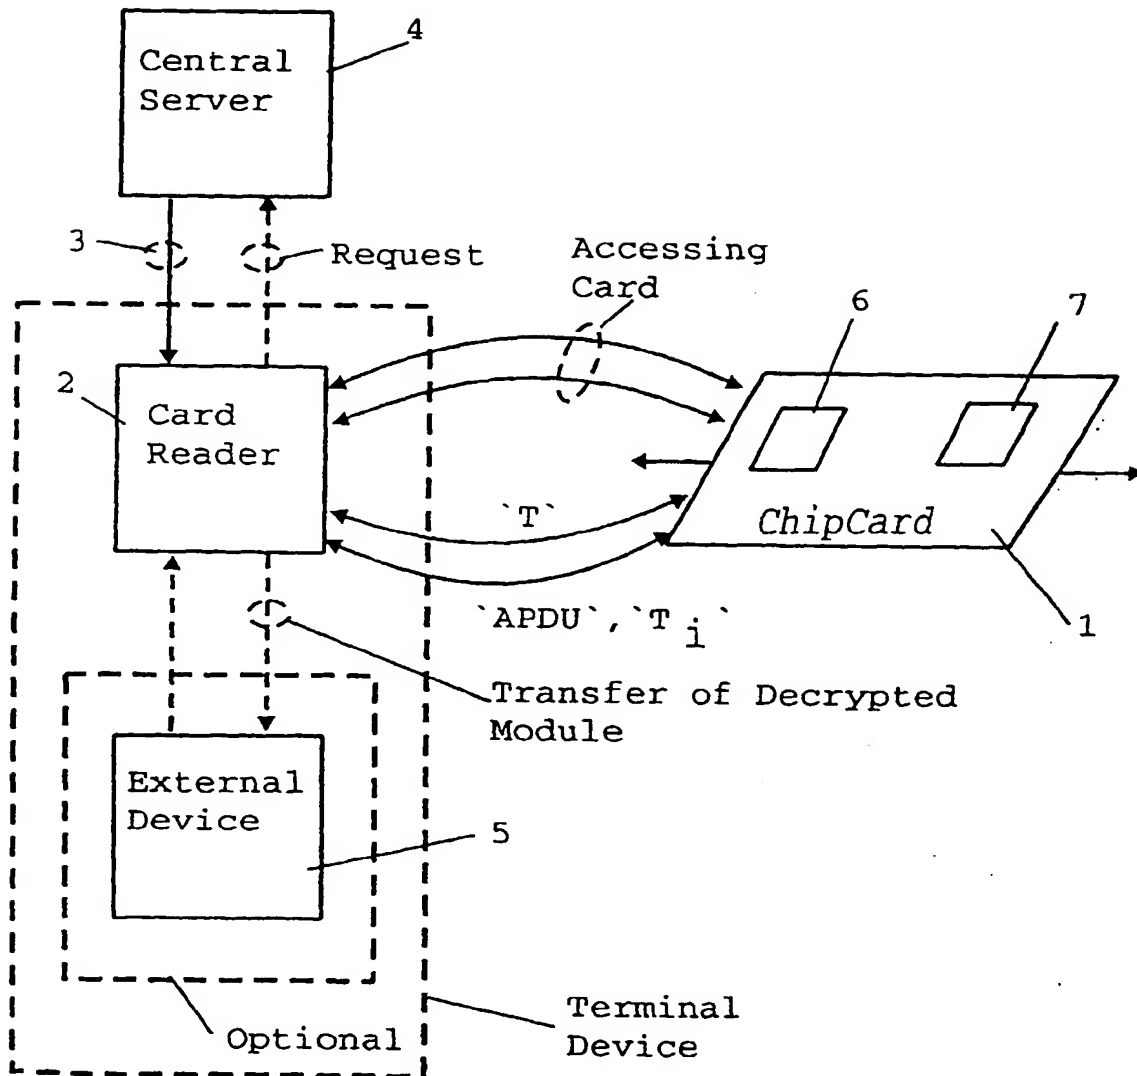 4
Central
Server
3
Request
Accessing
Card
6
7
2
Card
Reader
`T`
ChipCard
`APDU`,`T i`
1
Transfer of Decrypted
Module
External
Device
5
Optional
Terminal
Device